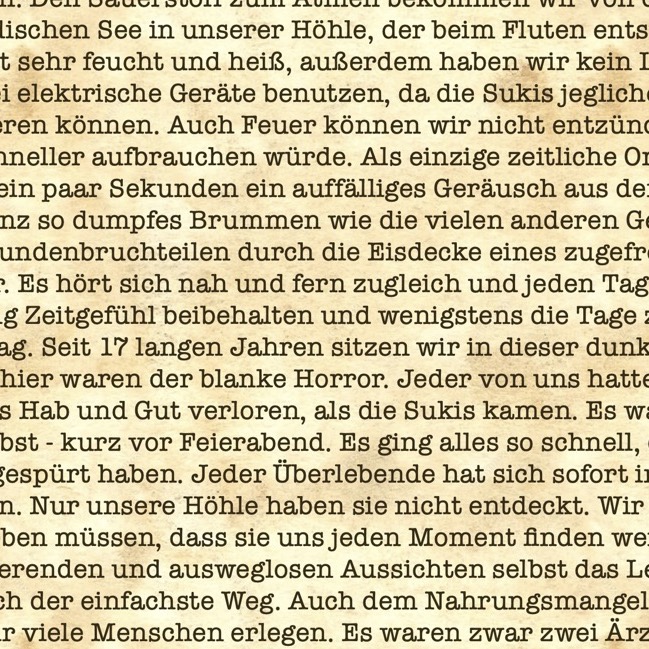 n. Den Sauerstoff zum Atmen bekommen wir von
dischen See in unserer Höhle, der beim Fluten ents
t sehr feucht und heiß, außerdem haben wir kein
i elektrische Geräte benutzen, da die Sukis jeglich
eren können. Auch Feuer können wir nicht entzünd
hneller aufbrauchen würde. Als einzige zeitliche Or
ein paar Sekunden ein auffälliges Geräusch aus de
nz so dumpfes Brummen wie die vielen anderen Ge
undenbruchteilen durch die Eisdecke eines zugefr
r. Es hört sich nah und fern zugleich und jeden Tag
ig Zeitgefühl beibehalten und wenigstens die Tage z
ag. Seit 17 langen Jahren sitzen wir in dieser dunk
hier waren der blanke Horror. Jeder von uns hatte
s Hab und Gut verloren, als die Sukis kamen. Es wa
bst - kurz vor Feierabend. Es ging alles so schnell,
gespürt haben. Jeder Überlebende hat sich sofort i
n. Nur unsere Höhle haben sie nicht entdeckt. Wir
ben müssen, dass sie uns jeden Moment finden we
erenden und ausweglosen Aussichten selbst das Le
ch der einfachste Weg. Auch dem Nahrungsmangel
r viele Menschen erlegen. Es waren zwar zwei Ärz